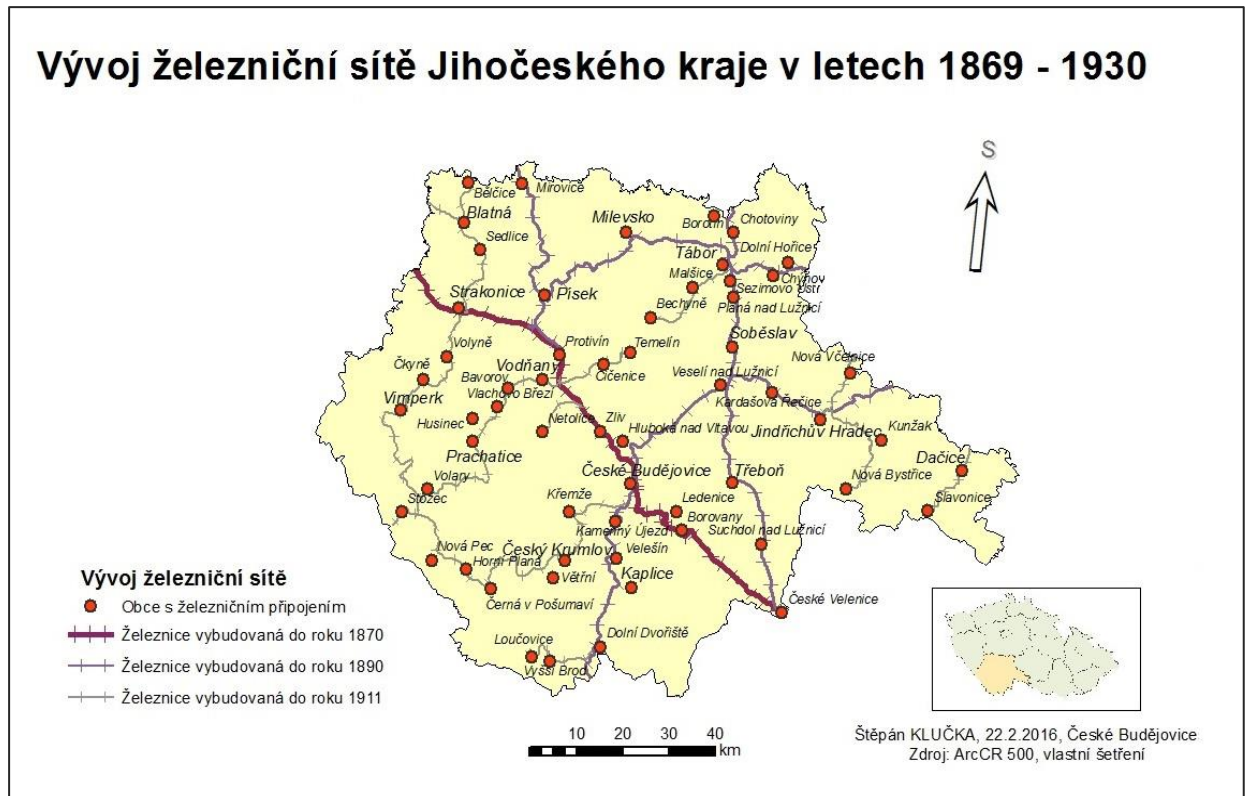 Vývoj železniční sítě Jihočeského kraje v letech 1869 - 1930
S
Bělčice
Mirovice
Blatná
Milevsko
Borotín
Chotoviny
Sedlice
Tábor
Dolní Hořice
Malšice
Chýnov
Sezimovo Ústí
Strakonice
Písek
Bechyně
Planá nad Lužnicí
Soběslav
Volyně
Protivín
Temelín
Nová Včelnice
Čkyně
Vodňany
Čičenice
Veselí nad Lužnicí
Bavorov
Vlachovo Březí
Kardašova Řečice
Vimperk
Husinec
Netolice
Zliv
Hluboká nad Vltavou
Jindřichův Hradec
Kunžak
Prachatice
Dačice
České Budějovice
Třeboň
Volary
Nová Bystřice
Stožec
Křemže
Ledenice
Slavonice
Borovany
Kamenný Újezd
Suchdol nad Lužnicí
Nová Pec
Český Krumlov
Velešín
Horní Planá
Větřní
Kaplice
Černá v Pošumaví
České Velenice
Loučovice
Dolní Dvořiště
Vyšší Brod
Vývoj železniční sítě
Obce s železničním připojením
Železnice vybudovaná do roku 1870
Železnice vybudovaná do roku 1890
Železnice vybudovaná do roku 1911
10 20 30 40
km
Štěpán KLUČKA, 22.2.2016, České Budějovice
Zdroj: ArcCR 500, vlastní šetření